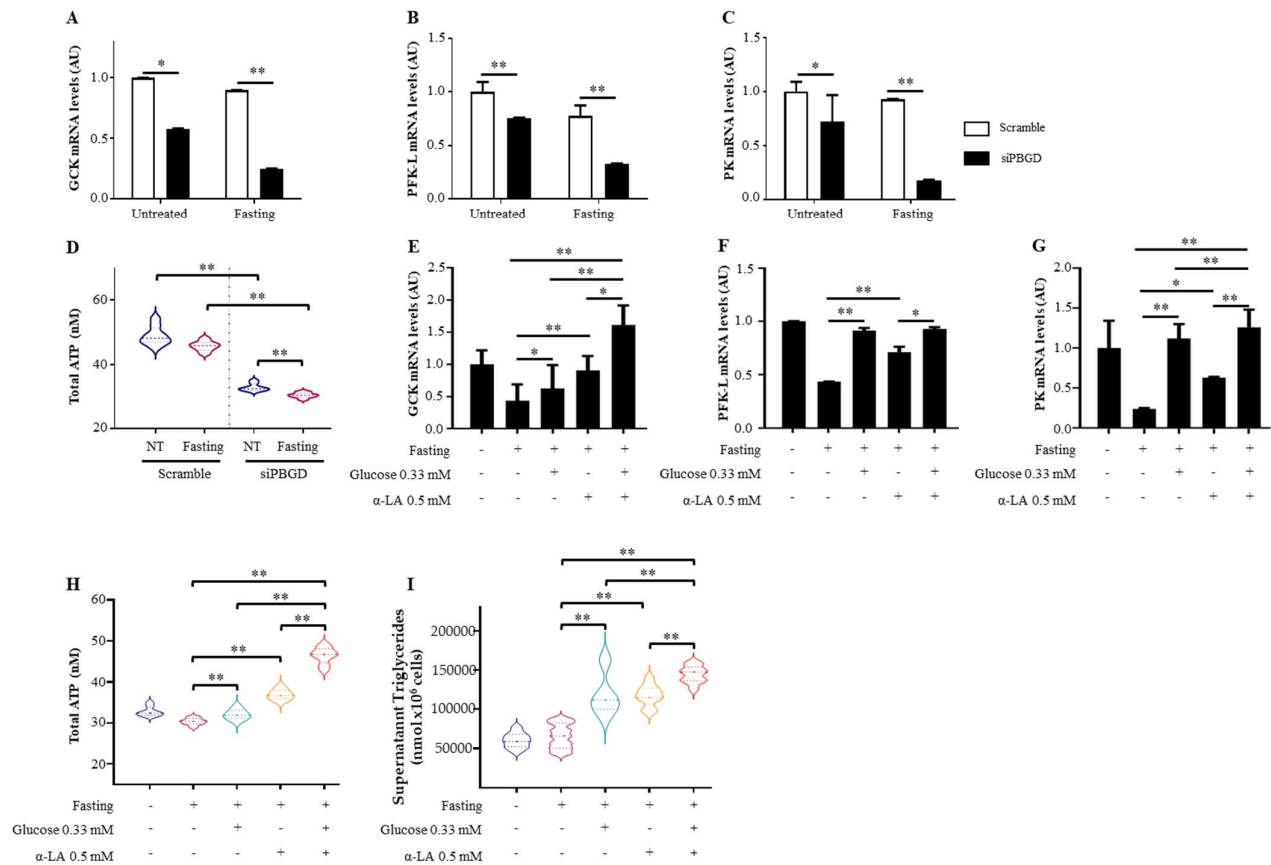 A
GCK mRNA levels (AU)
1.0
0.5
0.0
*
**
Untreated
Fasting
B
PFK-L mRNA levels (AU)
1.5
1.0
0.5
0.0
**
**
Untreated
Fasting
C
PK mRNA levels (AU)
1.5
1.0
0.5
0.0
*
**
Untreated
Fasting
Scramble
siPBGD
D
Total ATP (nM)
60
40
20
**
**
**
NT
Fasting
NT
Fasting
Scramble
siPBGD
E
GCK mRNA levels (AU)
2.5
2.0
1.5
1.0
0.5
0.0
**
**
*
**
*
Fasting - + + + +
Glucose 0.33 mM - - + - +
α-LA 0.5 mM - - - + +
F
PFK-L mRNA levels (AU)
1.5
1.0
0.5
0.0
**
**
*
Fasting - + + + +
Glucose 0.33 mM - - + - +
α-LA 0.5 mM - - - + +
G
PK mRNA levels (AU)
2.0
1.5
1.0
0.5
0.0
**
**
*
**
**
Fasting - + + + +
Glucose 0.33 mM - - + - +
α-LA 0.5 mM - - - + +
H
Total ATP (nM)
60
50
40
30
20
**
**
**
**
**
Fasting - + + + +
Glucose 0.33 mM - - + - +
α-LA 0.5 mM - - - + +
I
Supernatannt Triglycerides
(nmol x10⁶ cells)
200000
150000
100000
50000
**
**
**
**
**
Fasting - + + + +
Glucose 0.33 mM - - + - +
α-LA 0.5 mM - - - + +